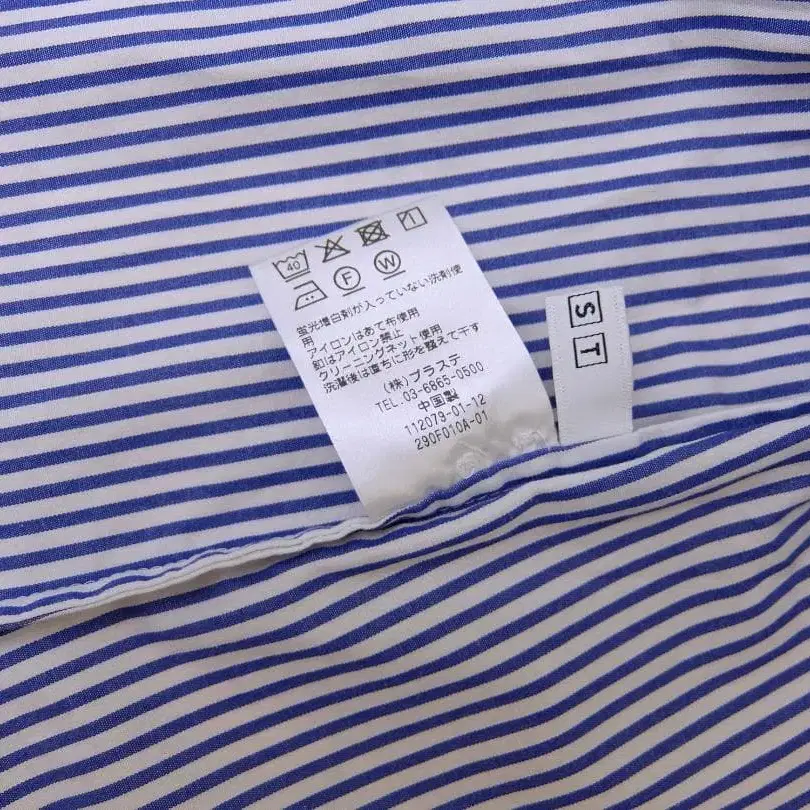 40
F W
蛍光増白剤が入っていない洗剤使
用
アイロンはあて布使用
釦はアイロン禁止
クリーニングネット使用
洗濯後は直ちに形を整えて干す
(株)プラステ
TEL.03-6865-0500
中国製
112079-01-12
290F010A-01
S T